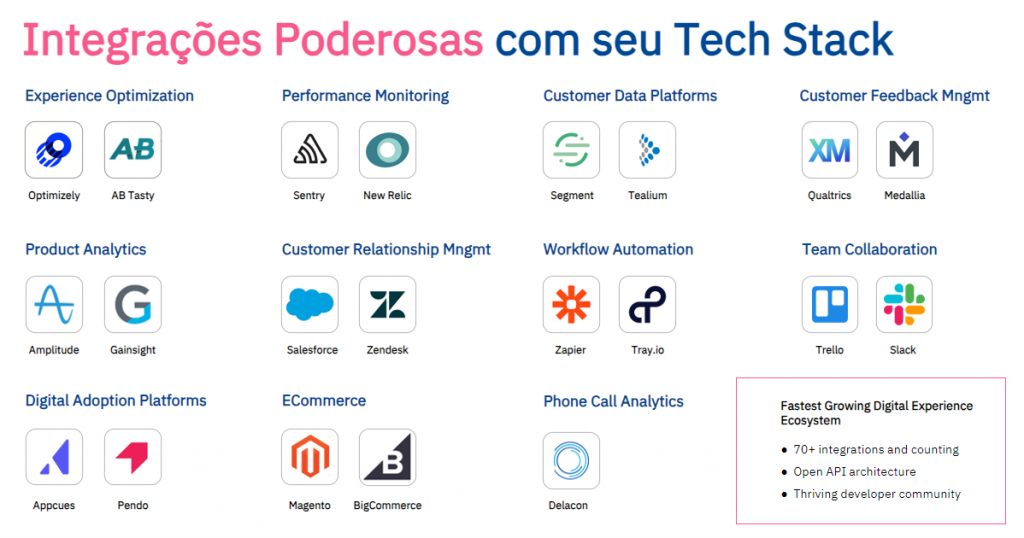 Integrações Poderosas com seu Tech Stack
Experience Optimization
Optimizely
AB
AB Tasty
Performance Monitoring
Sentry
New Relic
Customer Data Platforms
Segment
Tealium
Customer Feedback Mngmt
XM
Qualtrics
M
Medallia
Product Analytics
Amplitude
G
Gainsight
Customer Relationship Mngmt
Salesforce
Zendesk
Workflow Automation
Zapier
Tray.io
Team Collaboration
Trello
Slack
Digital Adoption Platforms
Appcues
Pendo
ECommerce
Magento
B
BigCommerce
Phone Call Analytics
Delacon
Fastest Growing Digital Experience
Ecosystem
● 70+ integrations and counting
● Open API architecture
● Thriving developer community